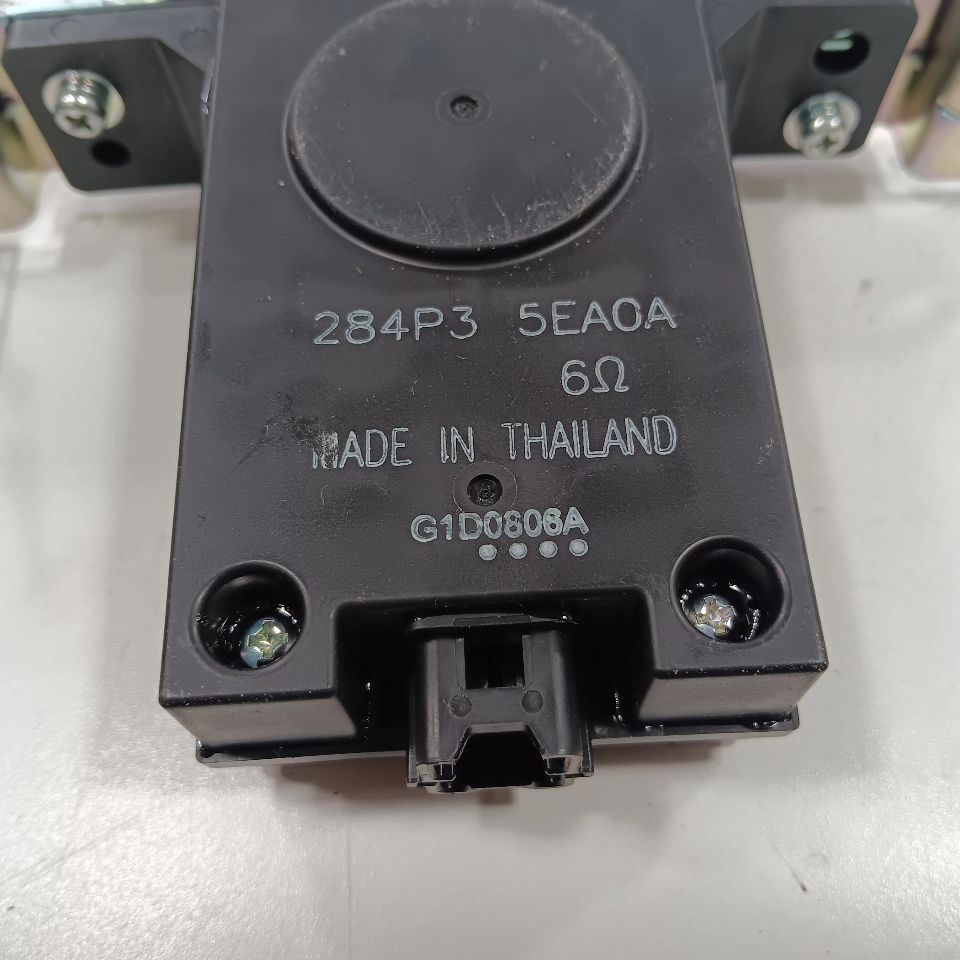 284P3 5EA0A
6Ω
MADE IN THAILAND
G1D0806A